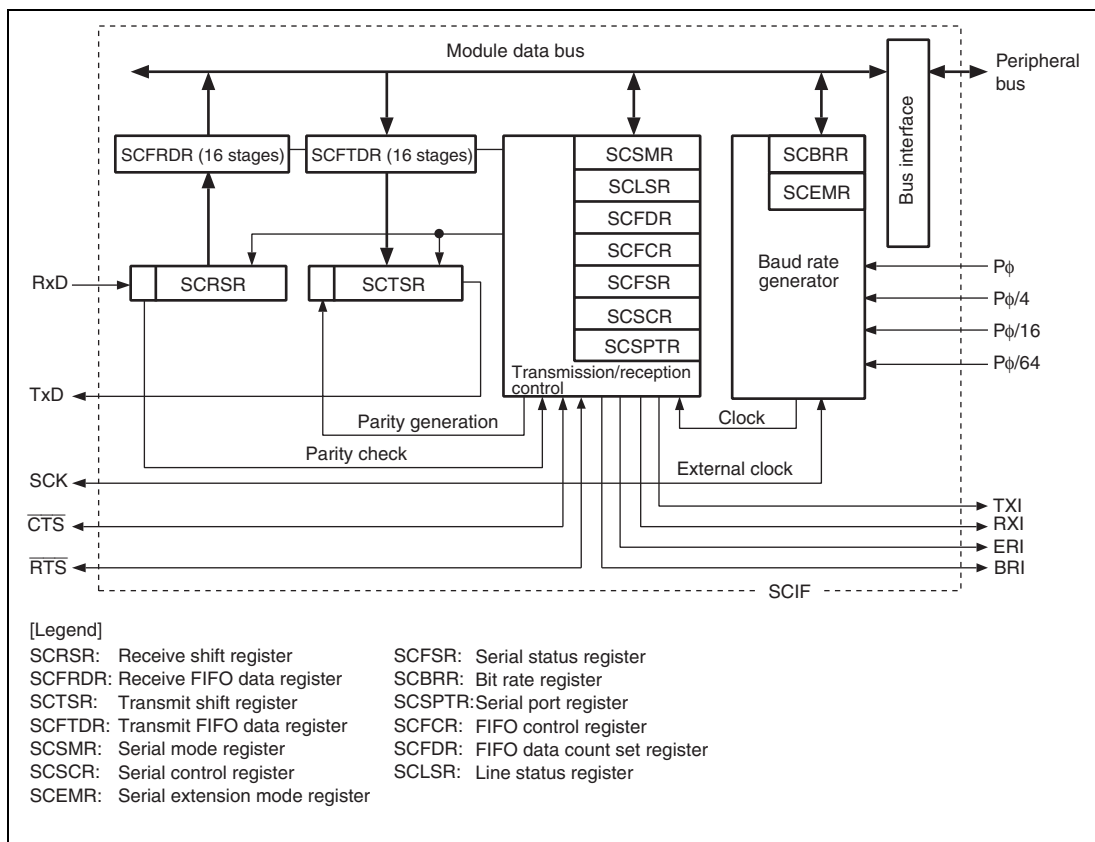 Module data bus
Peripheral
bus
Bus interface
SCFRDR (16 stages)
SCFTDR (16 stages)
SCSMR
SCLSR
SCFDR
SCFCR
SCFSR
SCSCR
SCSPTR
Transmission/reception
control
SCBRR
SCEMR
Baud rate
generator
RxD
SCRSR
SCTSR
Pϕ
Pϕ/4
Pϕ/16
Pϕ/64
TxD
Parity generation
Parity check
Clock
SCK
External clock
CTS
RTS
TXI
RXI
ERI
BRI
SCIF
[Legend]
SCRSR: Receive shift register
SCFRDR: Receive FIFO data register
SCTSR: Transmit shift register
SCFTDR: Transmit FIFO data register
SCSMR: Serial mode register
SCSCR: Serial control register
SCEMR: Serial extension mode register
SCFSR: Serial status register
SCBRR: Bit rate register
SCSPTR: Serial port register
SCFCR: FIFO control register
SCFDR: FIFO data count set register
SCLSR: Line status register